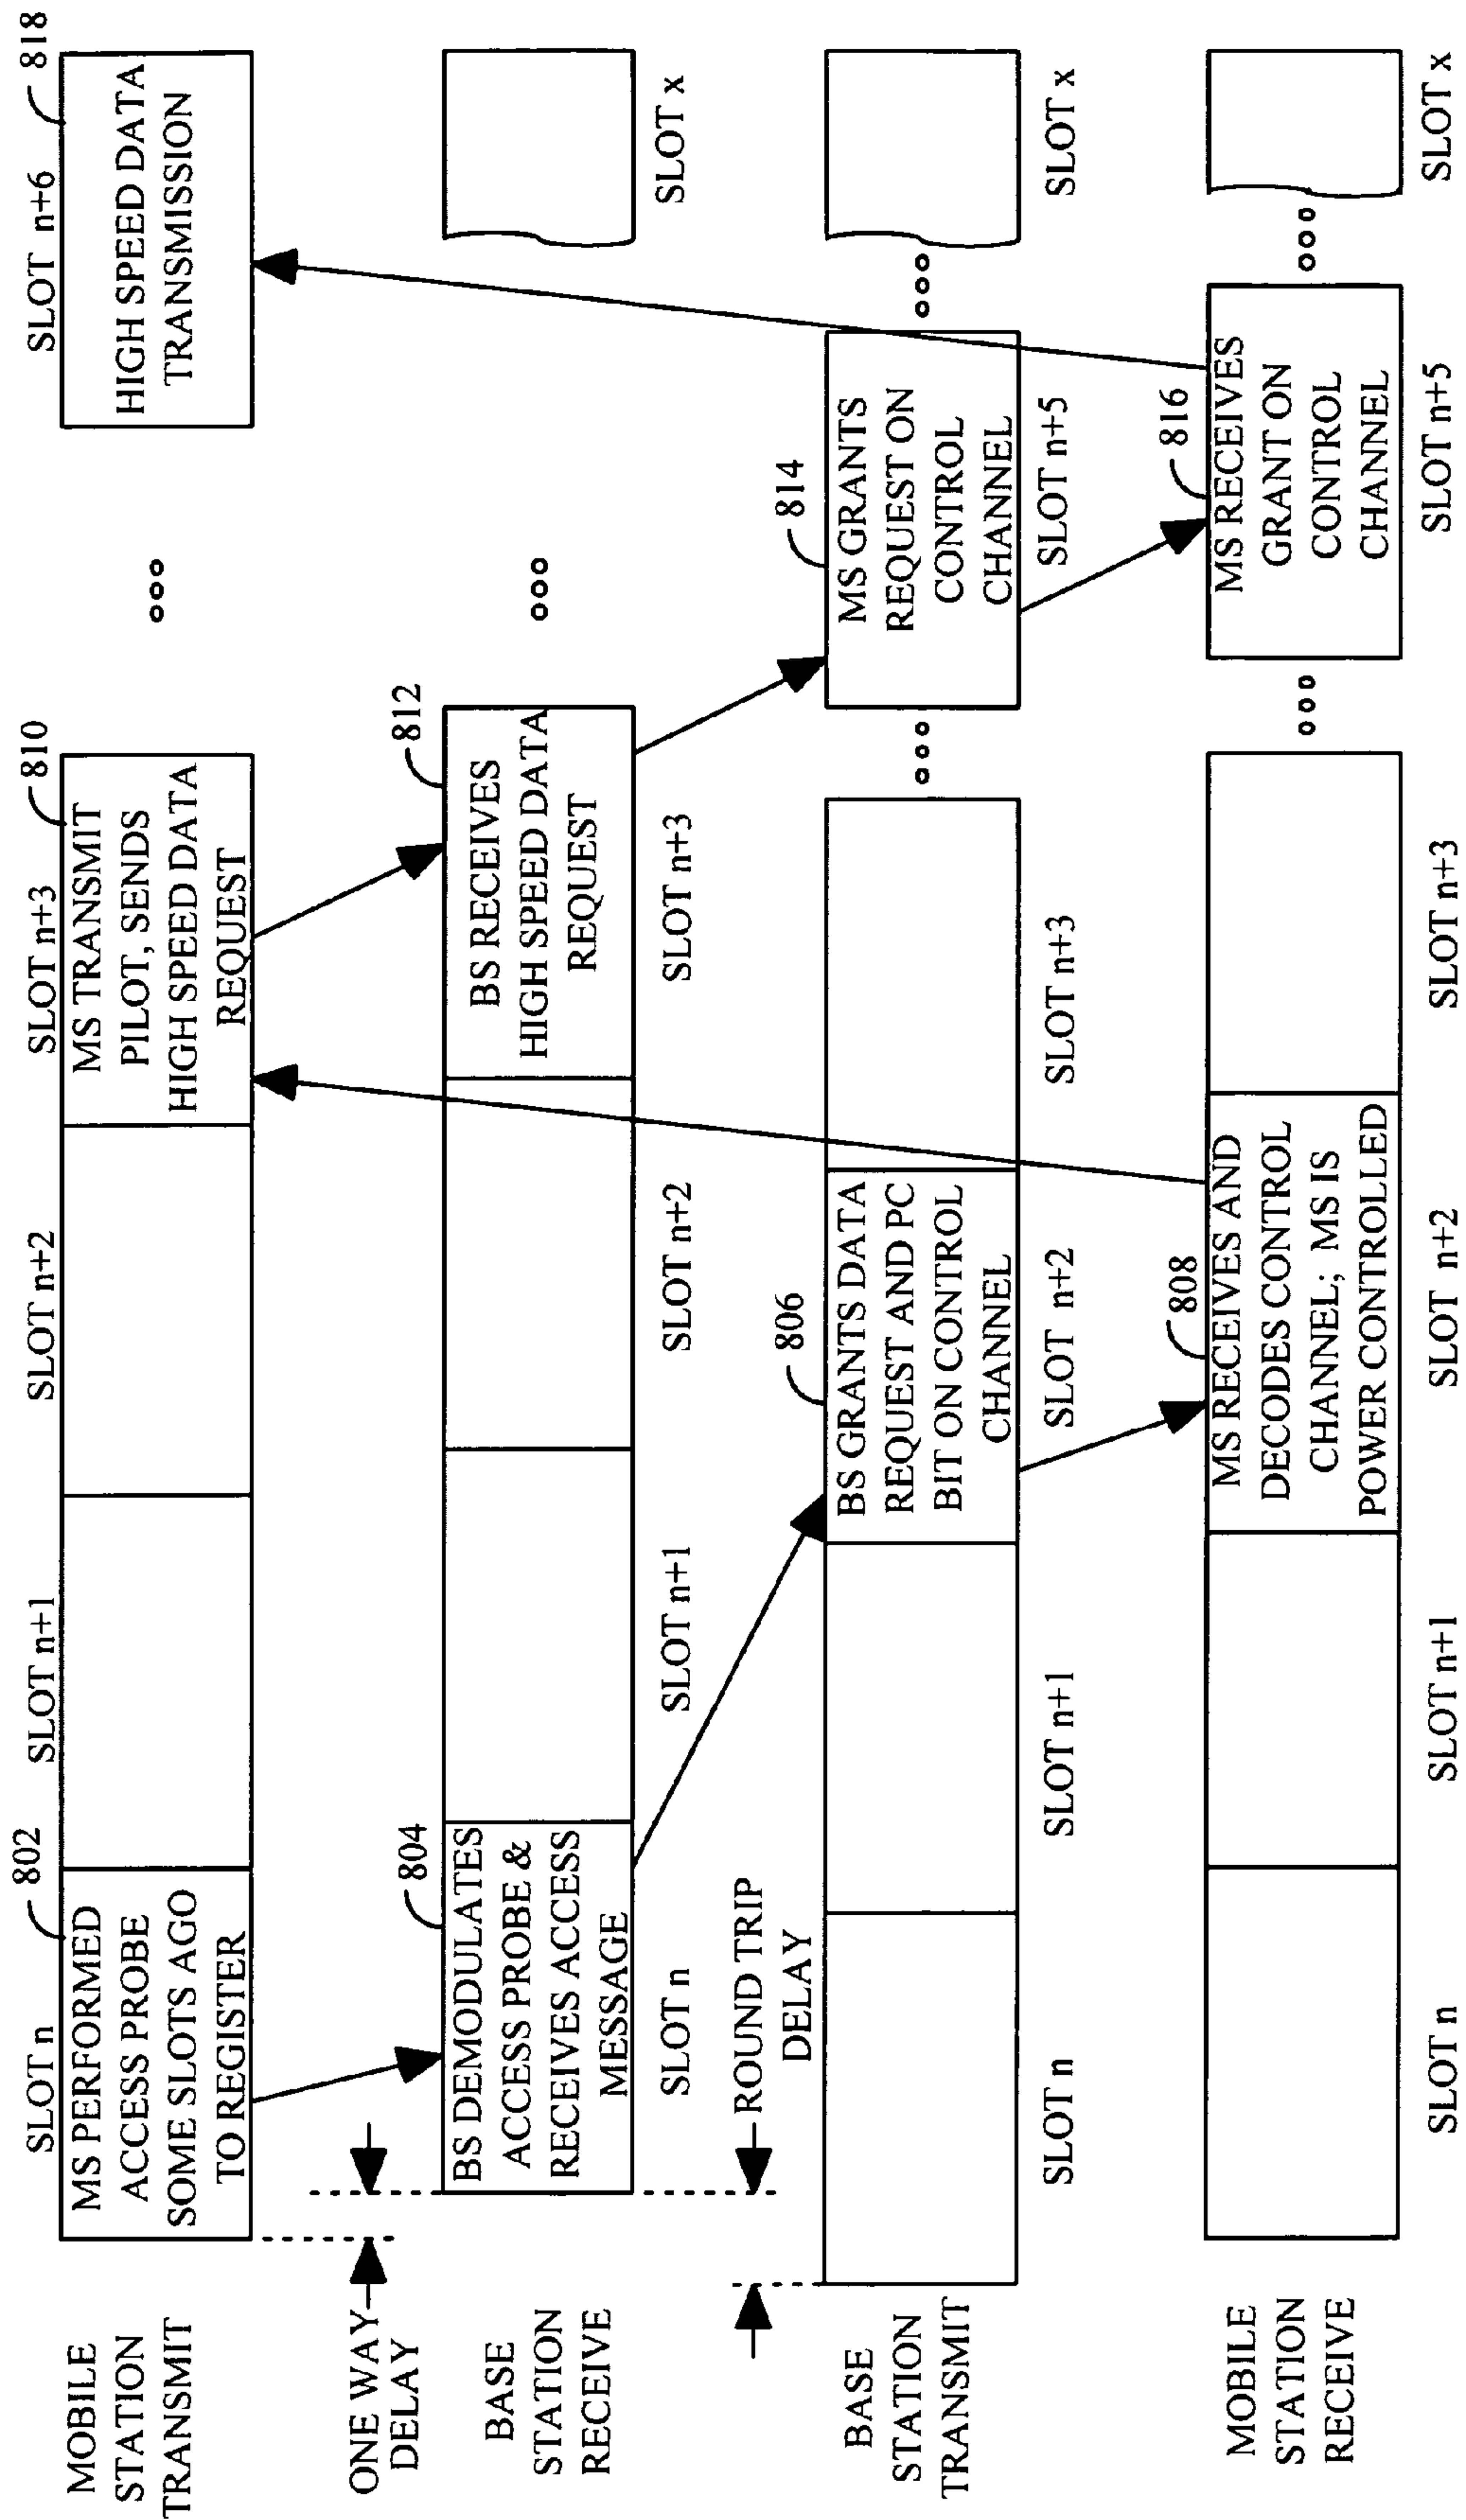 MOBILE
STATION
TRANSMIT
SLOT n
802
MS PERFORMED
ACCESS PROBE
SOME SLOTS AGO
TO REGISTER
SLOT n+1
SLOT n+2
SLOT n+3
810
MS TRANSMIT
PILOT, SENDS
HIGH SPEED DATA
REQUEST
SLOT n+6
818
HIGH SPEED DATA
TRANSMISSION
ONE WAY
DELAY
BASE
STATION
RECEIVE
804
BS DEMODULATES
ACCESS PROBE &
RECEIVES ACCESS
MESSAGE
812
BS RECEIVES
HIGH SPEED DATA
REQUEST
SLOT n
SLOT n+1
SLOT n+2
SLOT n+3
SLOT x
ROUND TRIP
DELAY
BASE
STATION
TRANSMIT
806
BS GRANTS DATA
REQUEST AND PC
BIT ON CONTROL
CHANNEL
814
MS GRANTS
REQUEST ON
CONTROL
CHANNEL
SLOT n
SLOT n+1
SLOT n+2
SLOT n+3
SLOT n+5
SLOT x
MOBILE
STATION
RECEIVE
808
MS RECEIVES AND
DECODES CONTROL
CHANNEL; MS IS
POWER CONTROLLED
816
MS RECEIVES
GRANT ON
CONTROL
CHANNEL
SLOT n
SLOT n+1
SLOT n+2
SLOT n+3
SLOT n+5
SLOT x